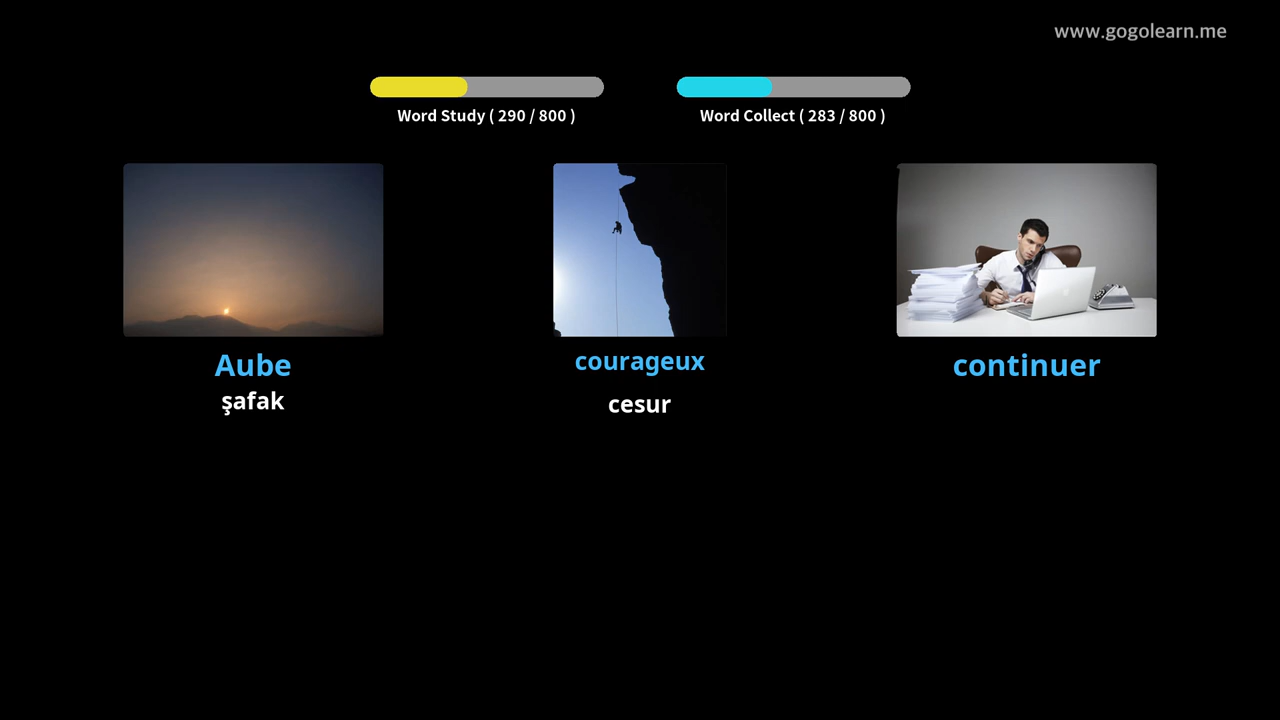 www.gogolearn.me
Word Study ( 290 / 800 )
Word Collect ( 283 / 800 )
Aube
şafak
courageux
cesur
continuer